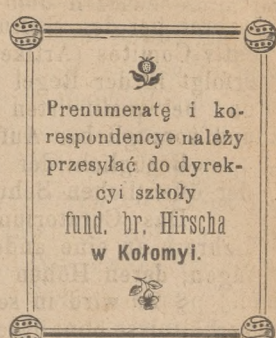 Prenumeratę i ko-
respondencye należy
przesyłać do dyrek-
cyi szkoły
fund. br. Hirscha
w Kołomyi.